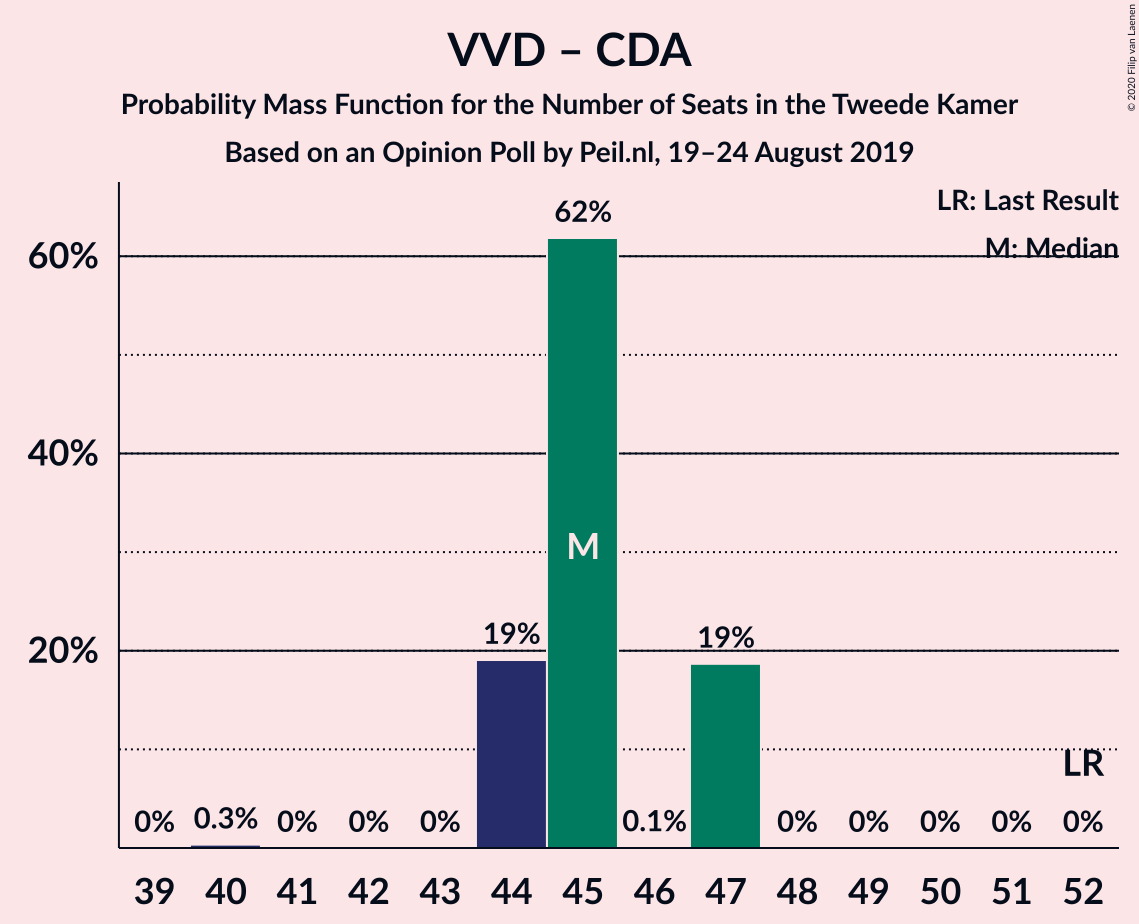 © 2020 Filip van Laenen
VVD – CDA
Probability Mass Function for the Number of Seats in the Tweede Kamer
Based on an Opinion Poll by Peil.nl, 19–24 August 2019
LR: Last Result
M: Median
62%
60%
40%
M
19%
19%
20%
LR
0% 0.3% 0% 0% 0% 0.1% 0% 0% 0% 0% 0%
39 40 41 42 43 44 45 46 47 48 49 50 51 52